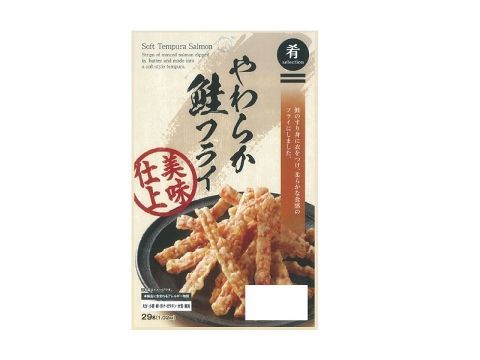 Soft Tempura Salmon
Strips of minced salmon dipped
in batter and made into
a soft style tempura.
肴
selection
やわらか
鮭フライ
鮭のすり身に衣をつけ、柔らかな食感の
フライにしました。
美味
仕上
29g(1.02oz)